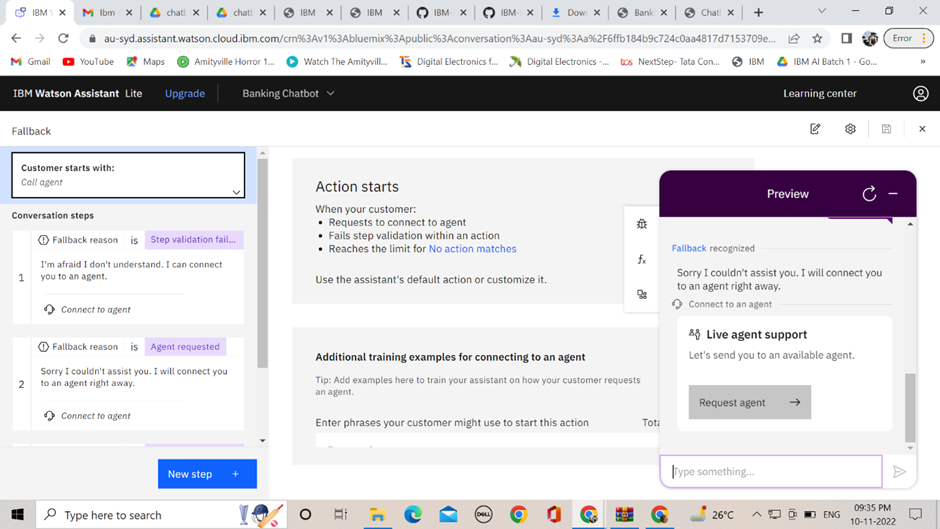 IBM W
Ibm -
chatl
chatl
IBM
IBM
IBM-
IBM-
Dow
Bank
Chatl
au-syd.assistant.watson.cloud.ibm.com/crn%3Av1%3Abluemix%3Apublic%3Aconversation%3Aau-syd%3Aa%2F6ffb184b9c724c0aa4817d7153709e...
Error
Gmail
YouTube
Maps
Amityville Horror 1...
Watch The Amityvill...
Digital Electronics f...
Digital Electronics -...
tcs NextStep- Tata Con...
IBM
IBM AI Batch 1 - Go...
»
IBM Watson Assistant Lite
Upgrade
Banking Chatbot
Learning center
Fallback
Customer starts with:
Call agent
Conversation steps
1
Fallback reason is Step validation fail...
I'm afraid I don't understand. I can connect
you to an agent.
Connect to agent
2
Fallback reason is Agent requested
Sorry I couldn't assist you. I will connect you
to an agent right away.
Connect to agent
New step +
Action starts
When your customer:
• Requests to connect to agent
• Fails step validation within an action
• Reaches the limit for No action matches
Use the assistant's default action or customize it.
Additional training examples for connecting to an agent
Tip: Add examples here to train your assistant on how your customer requests
an agent.
Enter phrases your customer might use to start this action
Tota
fx
Preview
Fallback recognized
Sorry I couldn't assist you. I will connect you
to an agent right away.
Connect to an agent
Live agent support
Let's send you to an available agent.
Request agent
Type something...
Type here to search
DELL
26°C
ENG
09:35 PM
10-11-2022